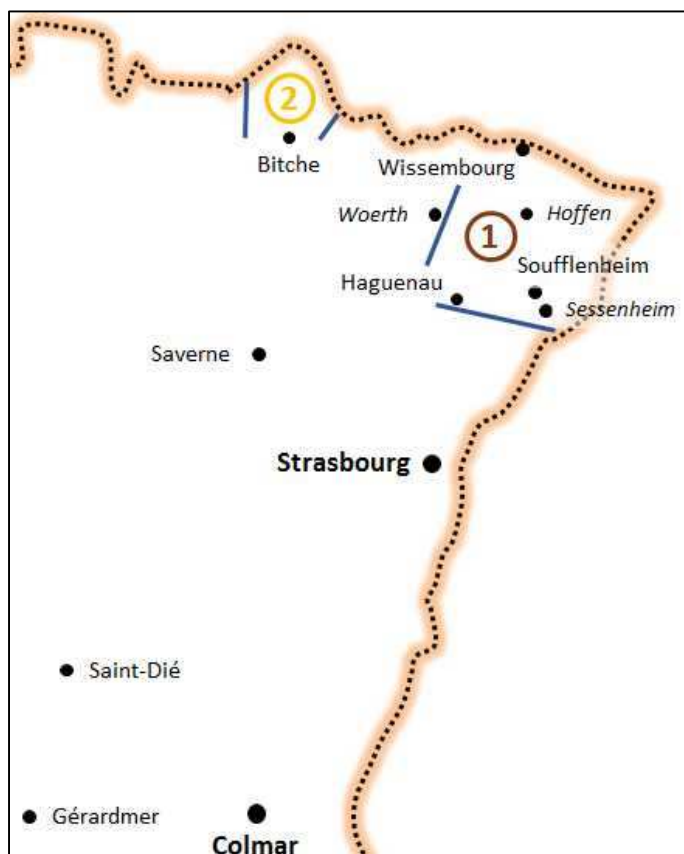 2
Bitche
Wissembourg
Woerth
Hoffen
1
Soufflenheim
Haguenau
Sessenheim
Saverne
Strasbourg
Saint-Dié
Gérardmer
Colmar